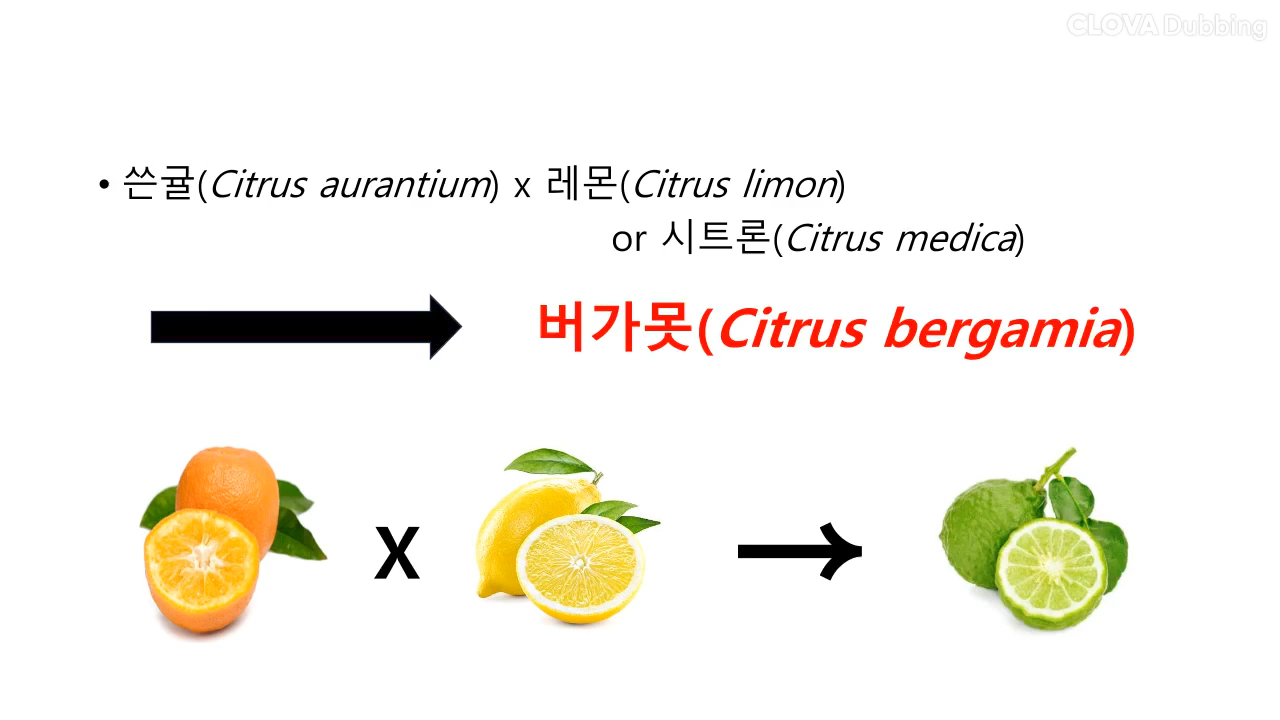 CLOVA Dubbing
• 쓴귤(Citrus aurantium) x 레몬(Citrus limon)
or 시트론(Citrus medica)
버가못(Citrus bergamia)
X